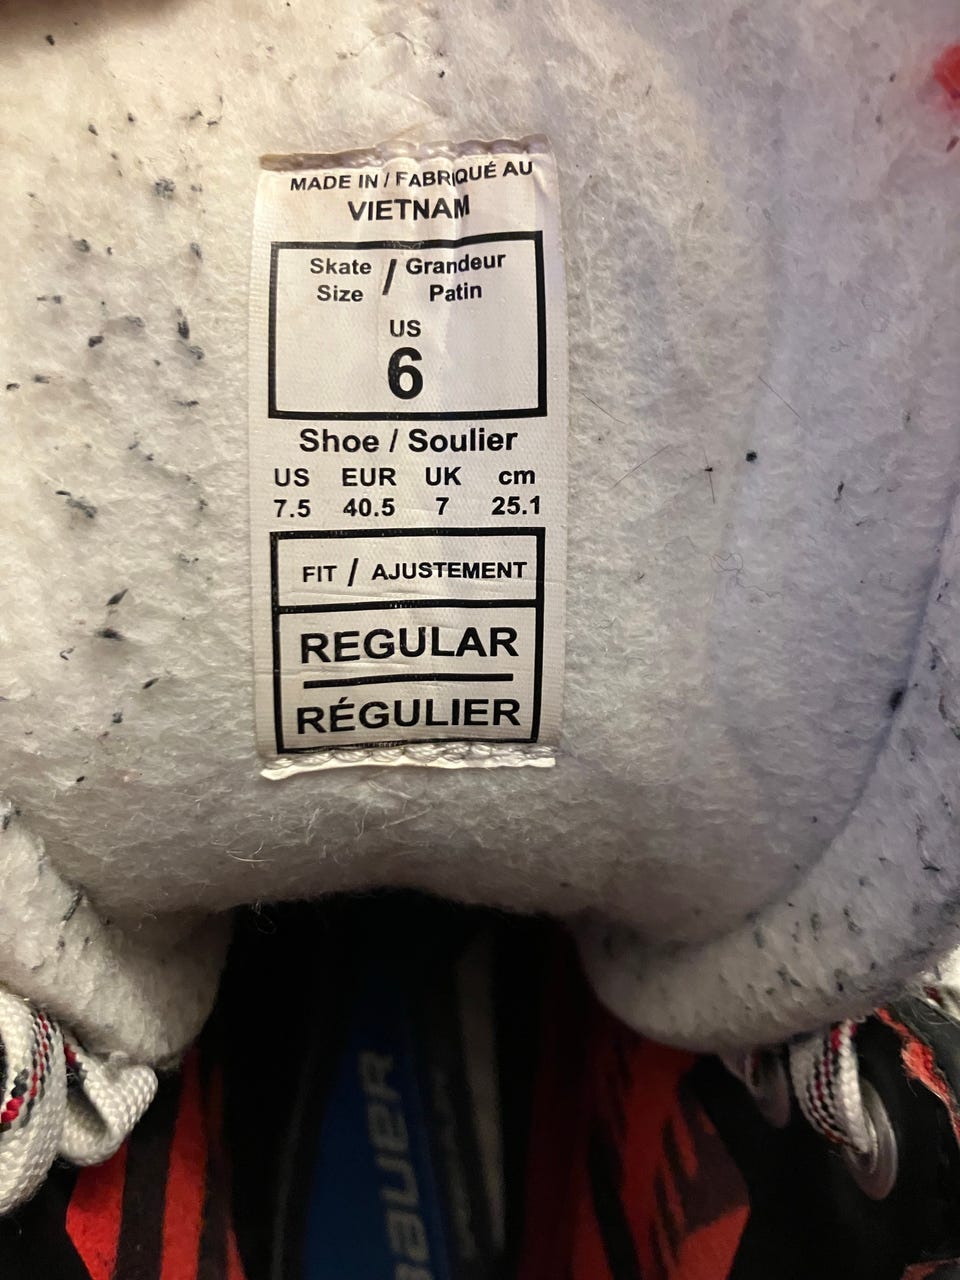 MADE IN / FABRIQUÉ AU
VIETNAM
Skate / Grandeur
Size Patin
US
6
Shoe / Soulier
US EUR UK cm
7.5 40.5 7 25.1
FIT / AJUSTEMENT
REGULAR
RÉGULIER
BAUER